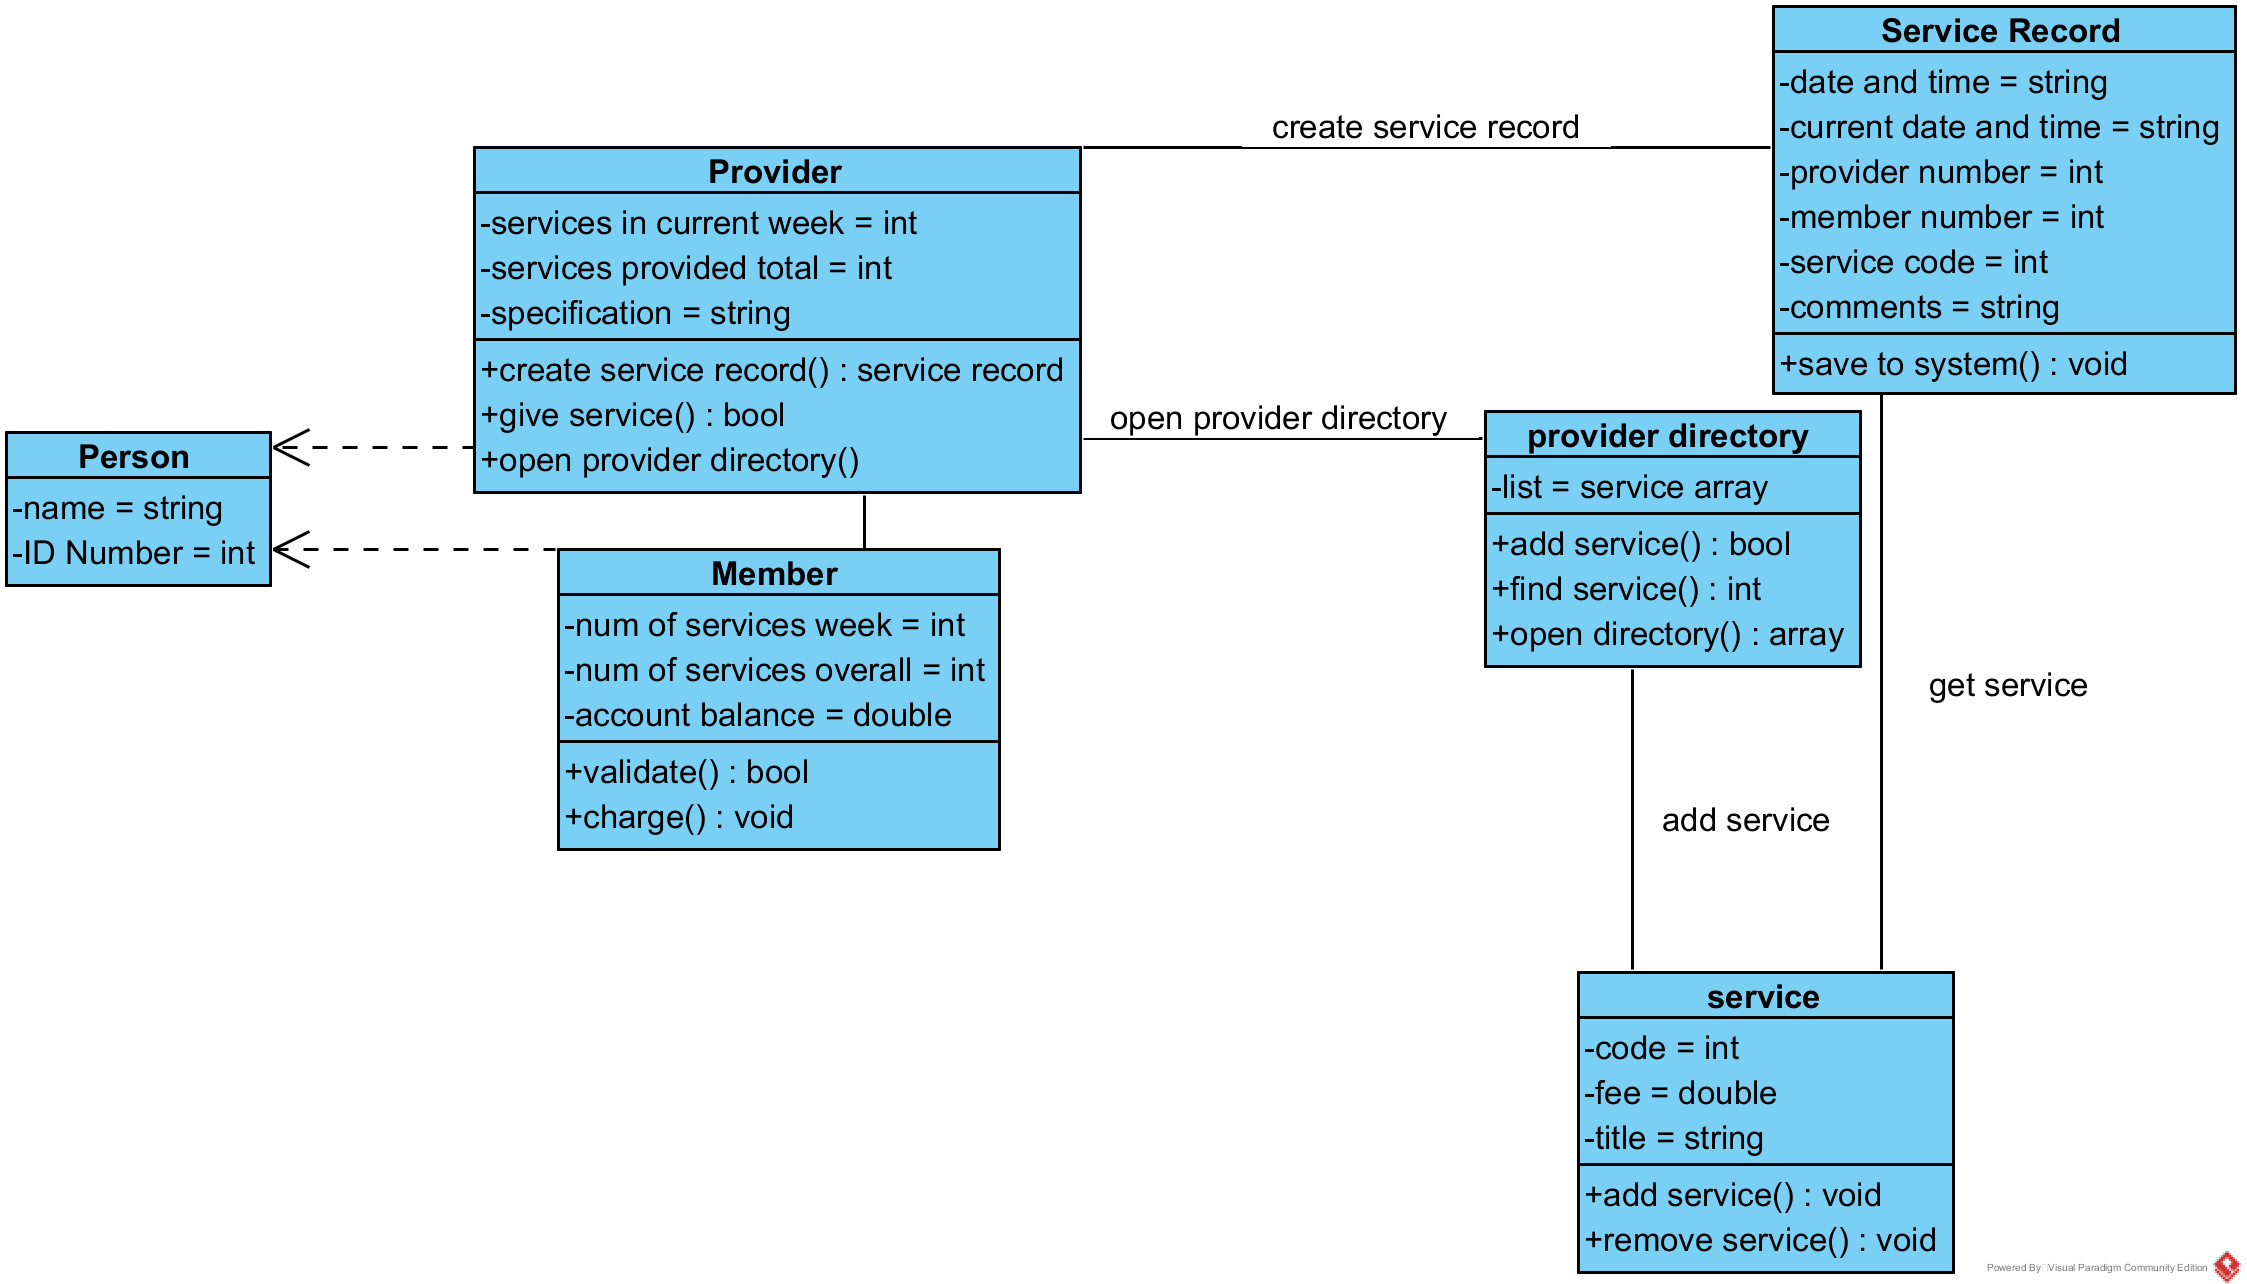 Service Record
-date and time = string
-current date and time = string
-provider number = int
-member number = int
-service code = int
-comments = string
+save to system() : void
create service record
Provider
-services in current week = int
-services provided total = int
-specification = string
+create service record() : service record
+give service() : bool
+open provider directory()
open provider directory
provider directory
-list = service array
+add service() : bool
+find service() : int
+open directory() : array
Person
-name = string
-ID Number = int
Member
-num of services week = int
-num of services overall = int
-account balance = double
+validate() : bool
+charge() : void
get service
add service
service
-code = int
-fee = double
-title = string
+add service() : void
+remove service() : void
Powered By Visual Paradigm Community Edition